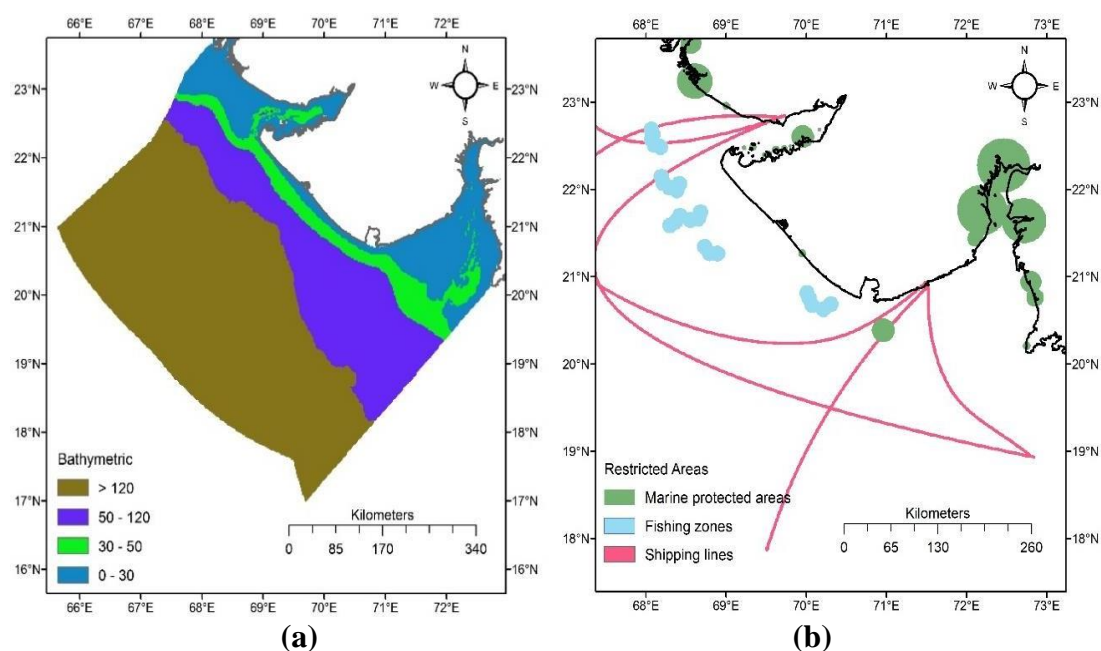 66°E 67°E 68°E 69°E 70°E 71°E 72°E
N
W E
S
23°N 23°N
22°N 22°N
21°N 21°N
20°N 20°N
19°N 19°N
18°N 18°N
17°N 17°N
16°N 16°N
Bathymetric
> 120
50 - 120
30 - 50
0 - 30
Kilometers
0 85 170 340
66°E 67°E 68°E 69°E 70°E 71°E 72°E
(a)
68°E 69°E 70°E 71°E 72°E 73°E
N
W E
S
23°N 23°N
22°N 22°N
21°N 21°N
20°N 20°N
19°N 19°N
18°N 18°N
Restricted Areas
Marine protected areas
Fishing zones
Shipping lines
Kilometers
0 65 130 260
68°E 69°E 70°E 71°E 72°E 73°E
(b)